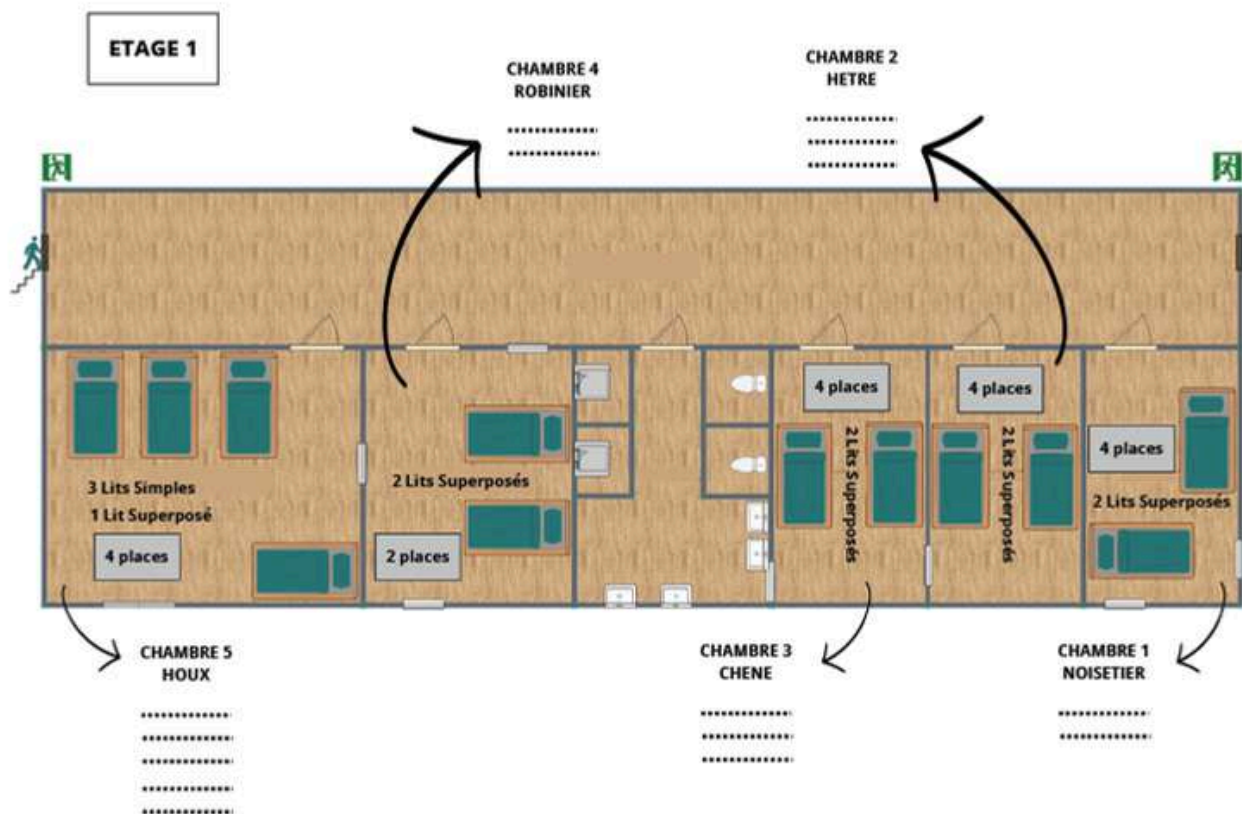 ETAGE 1
CHAMBRE 4
ROBINIER
CHAMBRE 2
HETRE
3 Lits Simples
1 Lit Superposé
4 places
2 Lits Superposés
2 places
4 places
2 Lits Superposés
4 places
2 Lits Superposés
4 places
2 Lits Superposés
CHAMBRE 5
HOUX
CHAMBRE 3
CHENE
CHAMBRE 1
NOISETIER